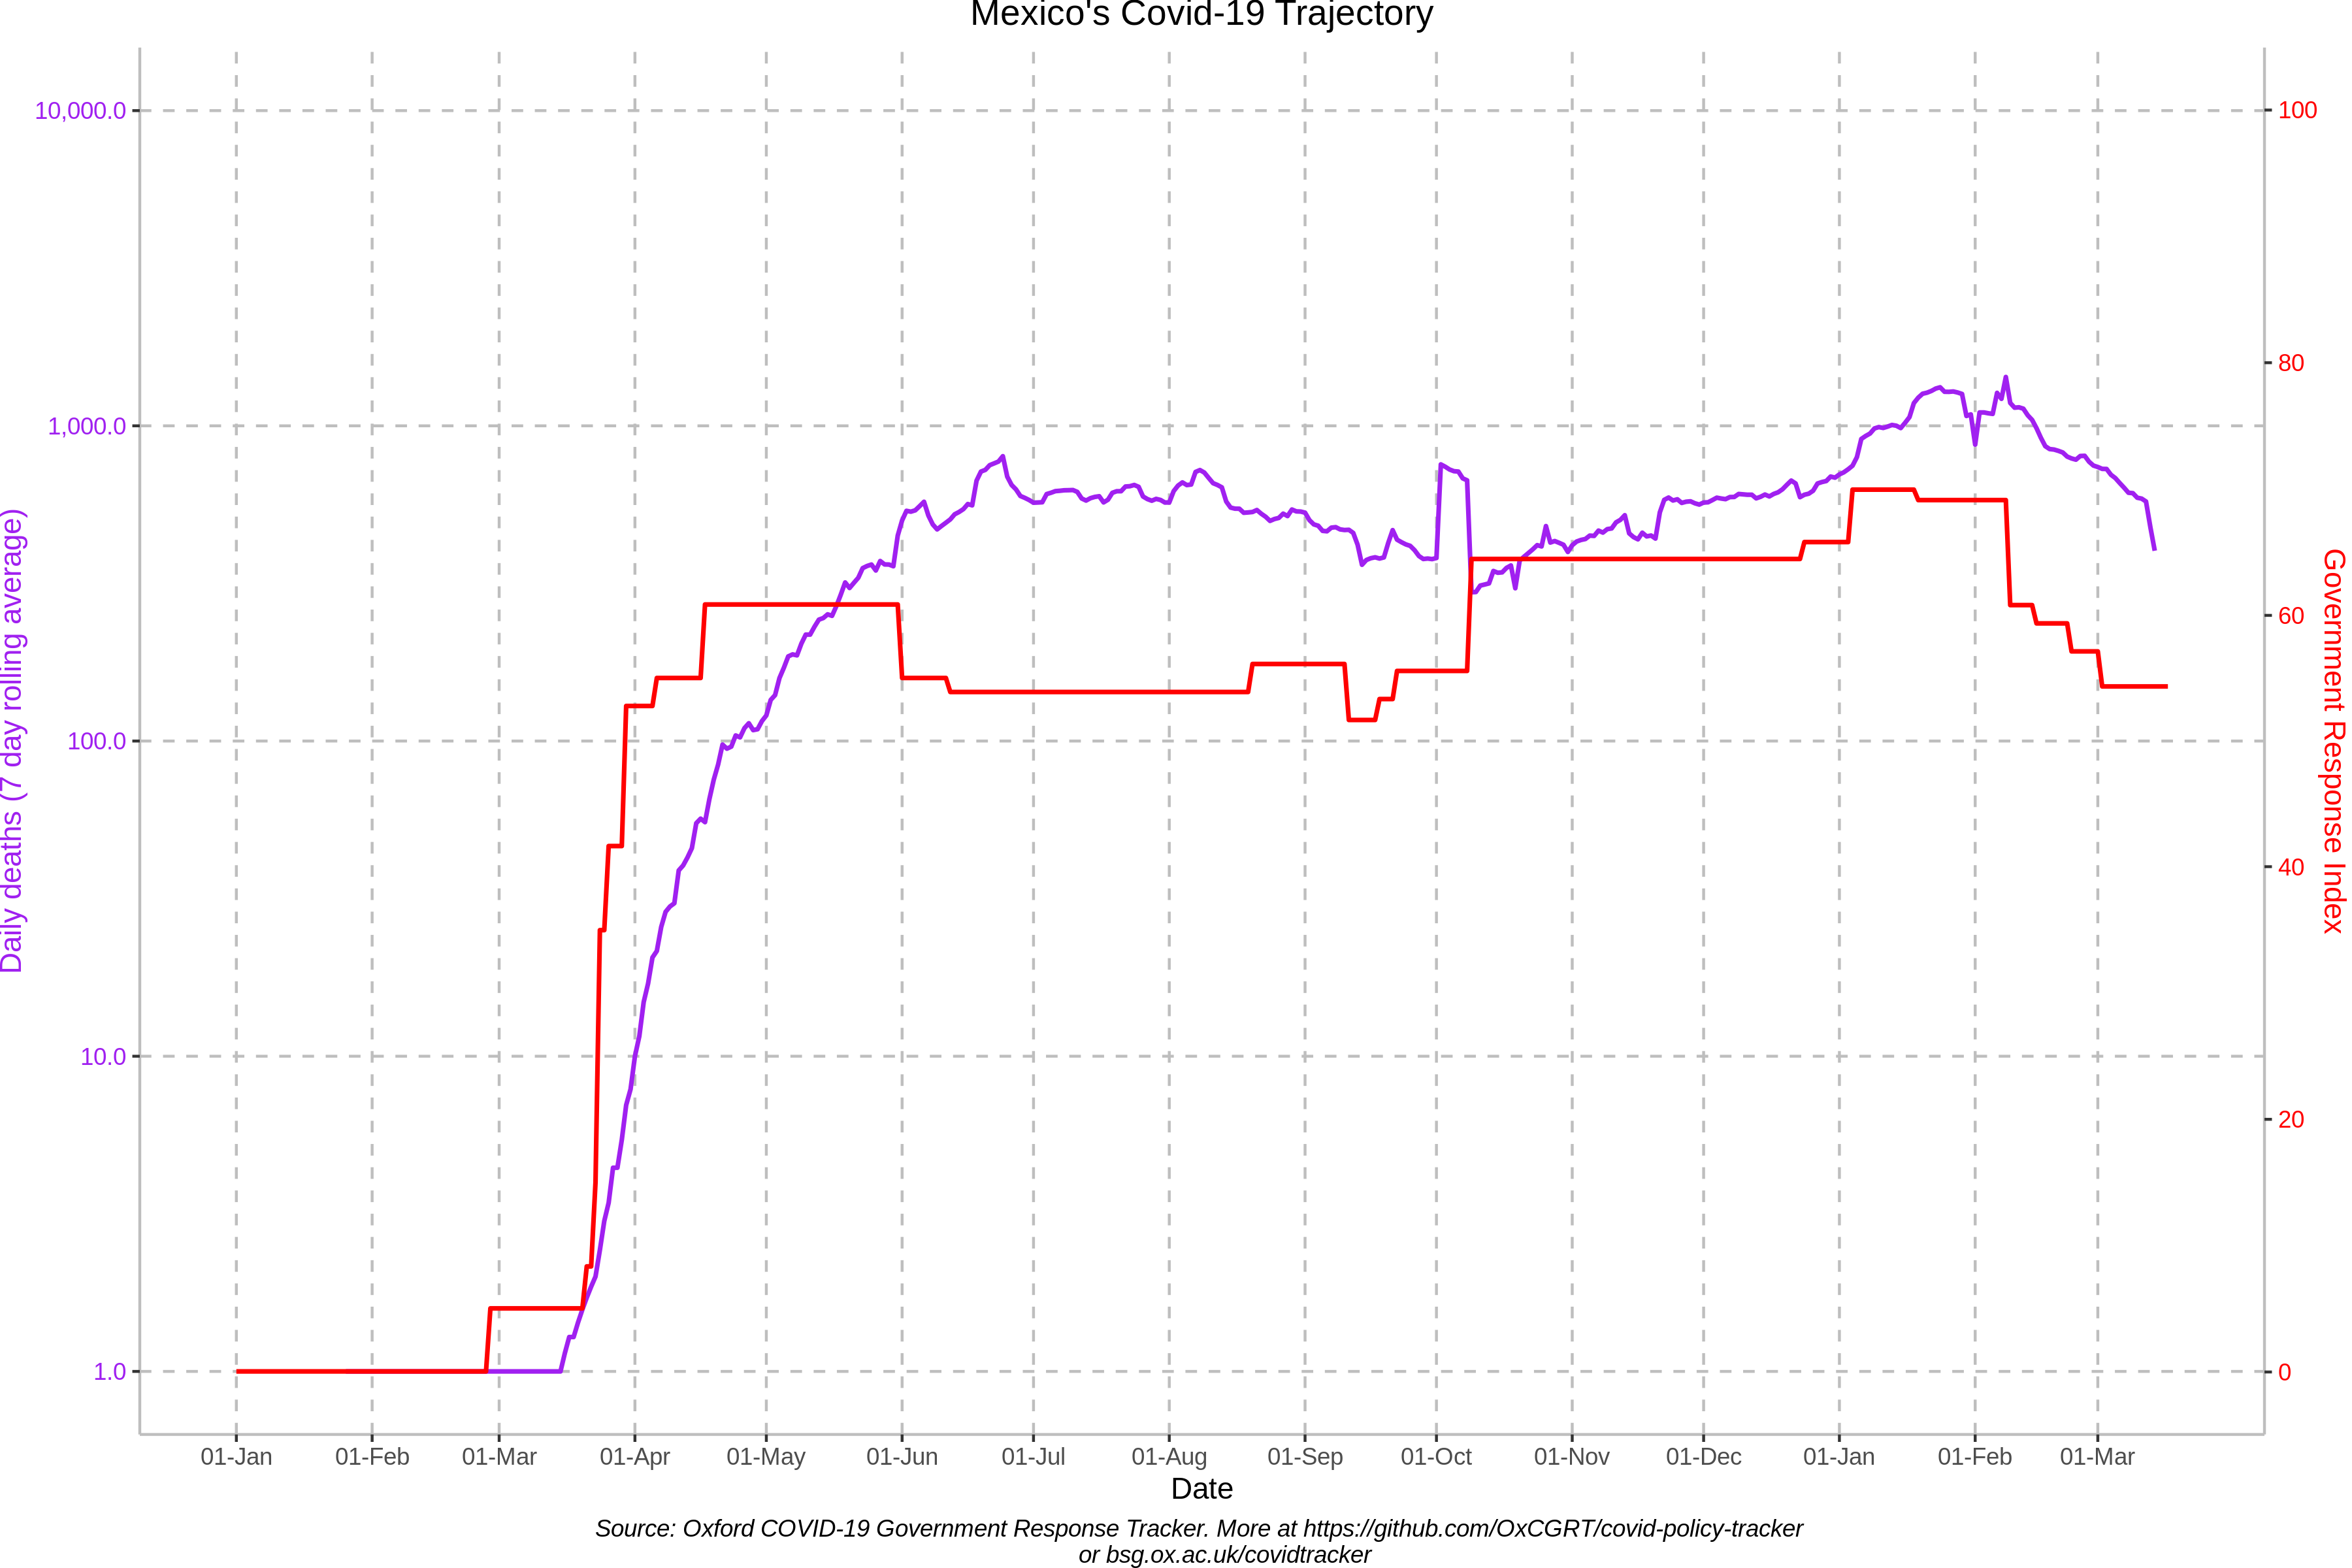 Mexico's Covid-19 Trajectory
Daily deaths (7 day rolling average)
10,000.0
1,000.0
100.0
10.0
1.0
100
80
60
40
20
0
Government Response Index
01-Jan 01-Feb 01-Mar 01-Apr 01-May 01-Jun 01-Jul 01-Aug 01-Sep 01-Oct 01-Nov 01-Dec 01-Jan 01-Feb 01-Mar
Date
Source: Oxford COVID-19 Government Response Tracker. More at https://github.com/OxCGRT/covid-policy-tracker
or bsg.ox.ac.uk/covidtracker